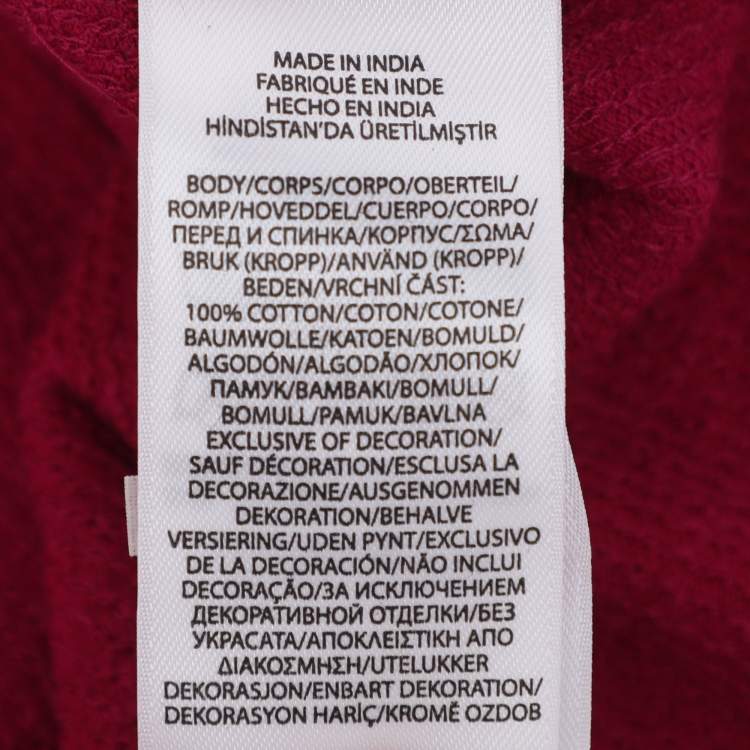 MADE IN INDIA
FABRIQUÉ EN INDE
HECHO EN INDIA
HİNDİSTAN'DA ÜRETİLMİŞTİR
BODY/CORPS/CORPO/OBERTEIL/
ROMP/HOVEDDEL/CUERPO/CORPO/
ПЕРЕД И СПИНКА/КОРПУС/ΣΩΜΑ/
BRUK (KROPP)/ANVÄND (KROPP)/
BEDEN/VRCHNÍ ČÁST:
100% COTTON/COTON/COTONE/
BAUMWOLLE/KATOEN/BOMULD/
ALGODÓN/ALGODÃO/ХЛОПОК/
ПАМУК/ΒΑΜΒΑΚΙ/BOMULL/
BOMULL/PAMUK/BAVLNA
EXCLUSIVE OF DECORATION/
SAUF DÉCORATION/ESCLUSA LA
DECORAZIONE/AUSGENOMMEN
DEKORATION/BEHALVE
VERSIERING/UDEN PYNT/EXCLUSIVO
DE LA DECORACIÓN/NÃO INCLUI
DECORAÇÃO/ЗА ИСКЛЮЧЕНИЕМ
ДЕКОРАТИВНОЙ ОТДЕЛКИ/БЕЗ
УКРАСАТА/ΑΠΟΚΛΕΙΣΤΙΚΗ ΑΠΟ
ΔΙΑΚΟΣΜΗΣΗ/UTELUKKER
DEKORASJON/ENBART DEKORATION/
DEKORASYON HARİÇ/KROMĚ OZDOB